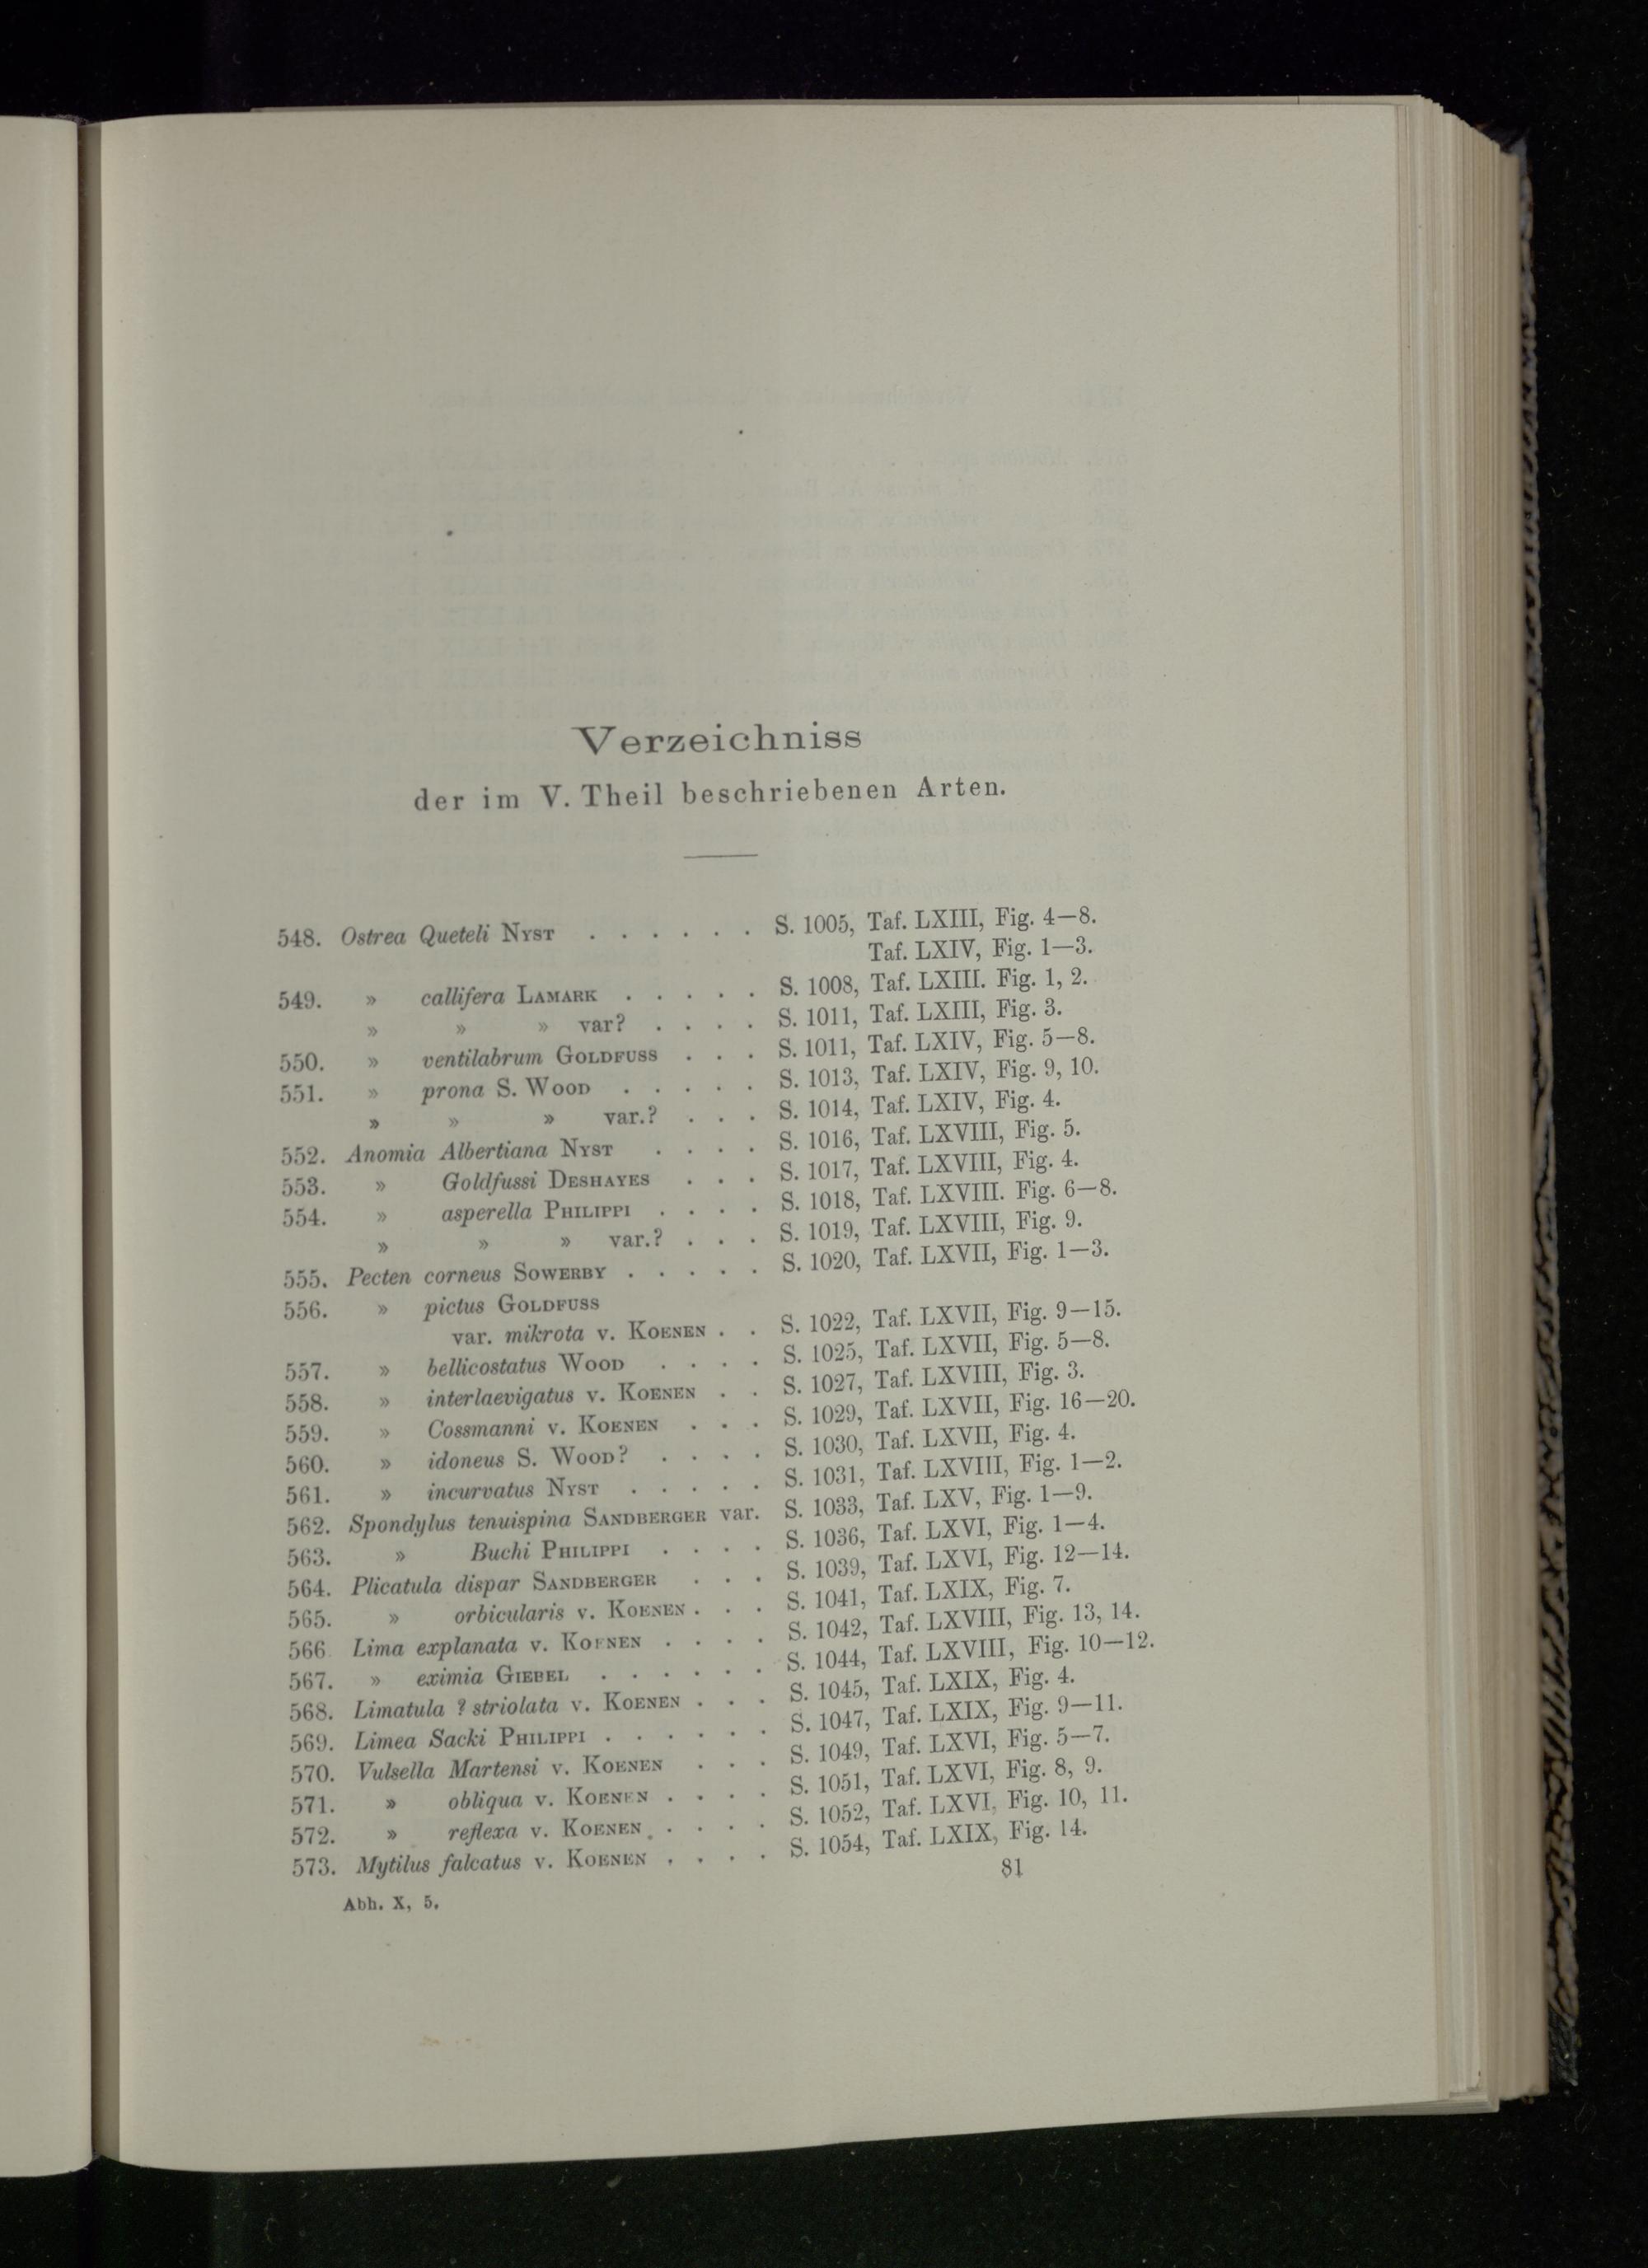 Verzeichniss
der im V. Theil beschriebenen Arten.
548. Ostrea Queteli Nyst . . . . . . S. 1005, Taf. LXIII, Fig. 4—8.
Taf. LXIV, Fig. 1—3.
549. » callifera Lamark . . . . . S. 1008, Taf. LXIII. Fig. 1, 2.
» » » var? . . . . S. 1011, Taf. LXIII, Fig. 3.
550. » ventilabrum Goldfuss . . . S. 1011, Taf. LXIV, Fig. 5—8.
551. » prona S. Wood . . . . . S. 1013, Taf. LXIV, Fig. 9, 10.
» » » var.? . . . S. 1014, Taf. LXIV, Fig. 4.
552. Anomia Albertiana Nyst . . . . S. 1016, Taf. LXVIII, Fig. 5.
553. » Goldfussi Deshayes . . . S. 1017, Taf. LXVIII, Fig. 4.
554. » asperella Philippi . . . . S. 1018, Taf. LXVIII. Fig. 6—8.
» » » var.? . . . S. 1019, Taf. LXVIII, Fig. 9.
555. Pecten corneus Sowerby . . . . . S. 1020, Taf. LXVII, Fig. 1—3.
556. » pictus Goldfuss
var. mikrota v. Koenen . . S. 1022, Taf. LXVII, Fig. 9—15.
557. » bellicostatus Wood . . . . S. 1025, Taf. LXVII, Fig. 5—8.
558. » interlaevigatus v. Koenen . . S. 1027, Taf. LXVIII, Fig. 3.
559. » Cossmanni v. Koenen . . . S. 1029, Taf. LXVII, Fig. 16—20.
560. » idoneus S. Wood? . . . . S. 1030, Taf. LXVII, Fig. 4.
561. » incurvatus Nyst . . . . . S. 1031, Taf. LXVIII, Fig. 1—2.
562. Spondylus tenuispina Sandberger var. S. 1033, Taf. LXV, Fig. 1—9.
563. » Buchi Philippi . . . . S. 1036, Taf. LXVI, Fig. 1—4.
564. Plicatula dispar Sandberger . . . S. 1039, Taf. LXVI, Fig. 12—14.
565. » orbicularis v. Koenen . . . S. 1041, Taf. LXIX, Fig. 7.
566 Lima explanata v. Koenen . . . . S. 1042, Taf. LXVIII, Fig. 13, 14.
567. » eximia Giebel . . . . . . S. 1044, Taf. LXVIII, Fig. 10—12.
568. Limatula ? striolata v. Koenen . . . S. 1045, Taf. LXIX, Fig. 4.
569. Limea Sacki Philippi . . . . . . S. 1047, Taf. LXIX, Fig. 9—11.
570. Vulsella Martensi v. Koenen . . . S. 1049, Taf. LXVI, Fig. 5—7.
571. » obliqua v. Koenen . . . . S. 1051, Taf. LXVI, Fig. 8, 9.
572. » reflexa v. Koenen . . . . S. 1052, Taf. LXVI, Fig. 10, 11.
573. Mytilus falcatus v. Koenen . . . . S. 1054, Taf. LXIX, Fig. 14.
Abh. X, 5. 81